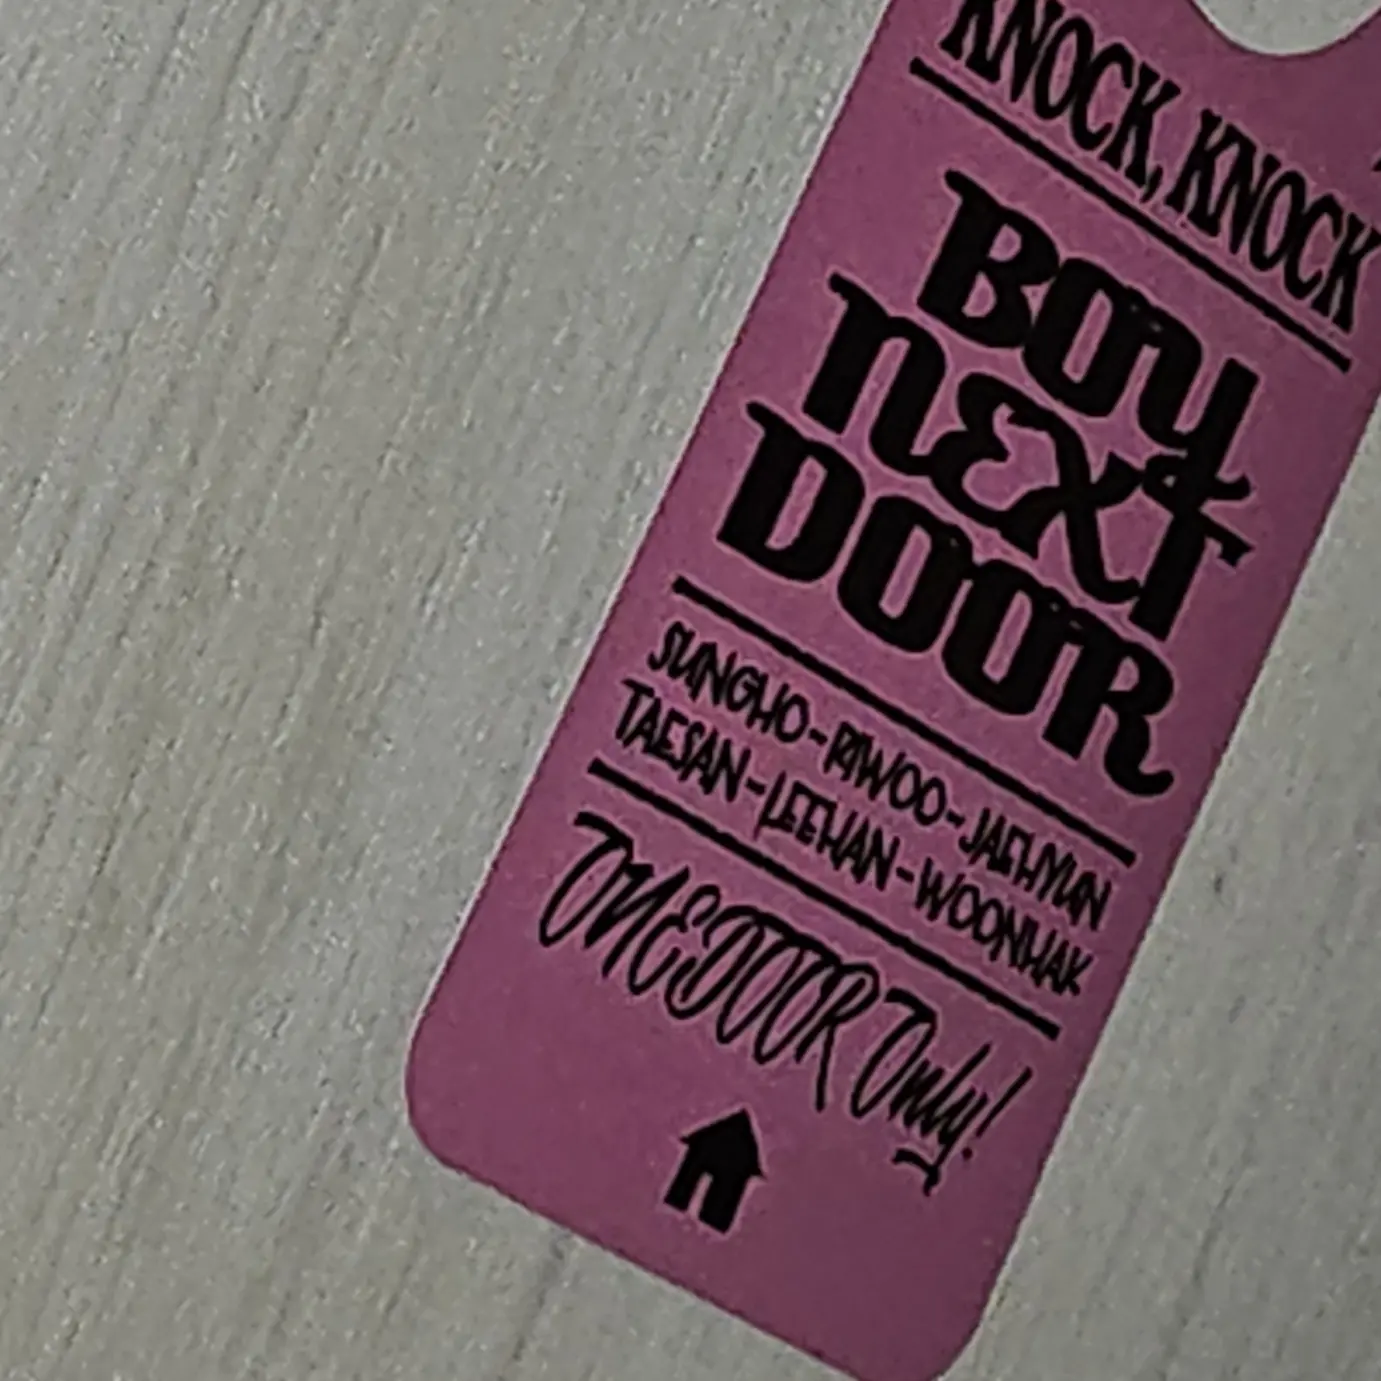 KNOCK, KNOCK
BOY
NEXT
DOOR
SUNGHO - RIWOO - JAEHYUN
TAESAN - LEEHAN - WOONHAK
ONEDOOR Only!